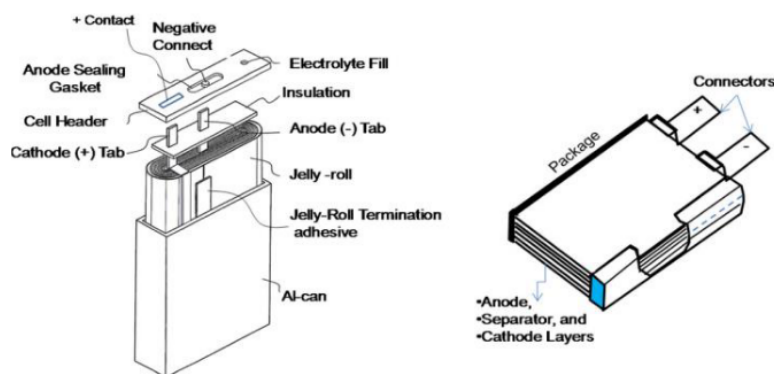 + Contact
Negative
Connect
Electrolyte Fill
Anode Sealing
Gasket
Insulation
Cell Header
Anode (-) Tab
Cathode (+) Tab
Jelly -roll
Jelly-Roll Termination
adhesive
Al-can
Connectors
+
-
Package
•Anode,
•Separator, and
•Cathode Layers